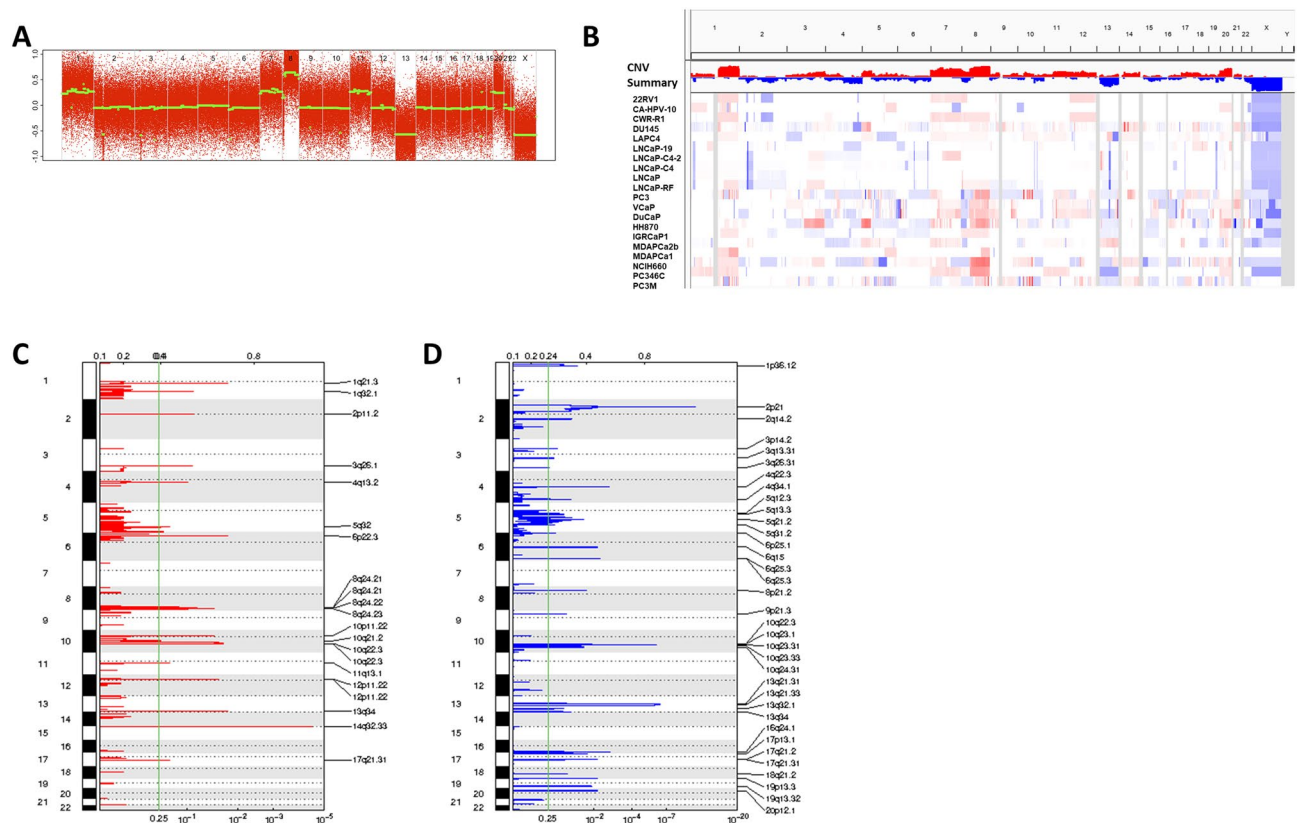 A
1.0
0.5
0.0
-0.5
-1.0
2 3 4 5 6 7 8 9 10 11 12 13 14 15 16 17 18 19 20 21 22 X
B
1 2 3 4 5 6 7 8 9 10 11 12 13 14 15 16 17 18 19 20 21 22 X Y
CNV
Summary
22RV1
CA-HPV-10
CWR-R1
DU145
LAPC4
LNCaP-19
LNCaP-C4-2
LNCaP-C4
LNCaP
LNCaP-RF
PC3
VCaP
DuCaP
HH870
IGRCaP1
MDAPCa2b
MDAPCa1
NCIH660
PC346C
PC3M
C
0.1 0.2 0.4 0.8
1
2
3
4
5
6
7
8
9
10
11
12
13
14
15
16
17
18
19
20
21
22
1q21.3
1q32.1
2p11.2
3q26.1
4q13.2
5q32
6p22.3
8q24.21
8q24.21
8q24.22
8q24.23
10p11.22
10q21.2
10q22.3
10q22.3
11q13.1
12p11.22
12p11.22
13q34
14q32.33
17q21.31
0.25 10⁻¹ 10⁻² 10⁻³ 10⁻⁵
D
0.1 0.2 0.24 0.4 0.8
1
2
3
4
5
6
7
8
9
10
11
12
13
14
15
16
17
18
19
20
21
22
1p36.12
2p21
2q14.2
3p14.2
3q13.31
3q26.31
4q22.3
4q34.1
5q12.3
5q13.3
5q21.2
5q31.2
6p25.1
6q15
6q25.3
6q25.3
8p21.2
9p21.3
10q22.3
10q23.1
10q23.31
10q23.33
10q24.31
13q21.31
13q21.33
13q32.1
13q34
16q24.1
17p13.1
17q21.2
17q21.31
18q21.2
19p13.3
19q13.32
20p12.1
0.25 10⁻² 10⁻⁴ 10⁻⁷ 10⁻²⁰